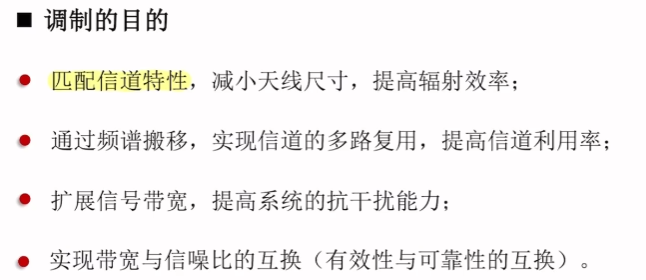 ■ 调制的目的
● 匹配信道特性，减小天线尺寸，提高辐射效率；
● 通过频谱搬移，实现信道的多路复用，提高信道利用率；
● 扩展信号带宽，提高系统的抗干扰能力；
● 实现带宽与信噪比的互换（有效性与可靠性的互换）。